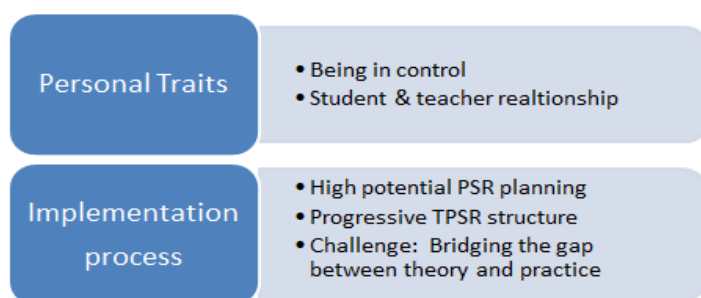 Personal Traits
• Being in control
• Student & teacher realtionship
Implementation
process
• High potential PSR planning
• Progressive TPSR structure
• Challenge: Bridging the gap
between theory and practice